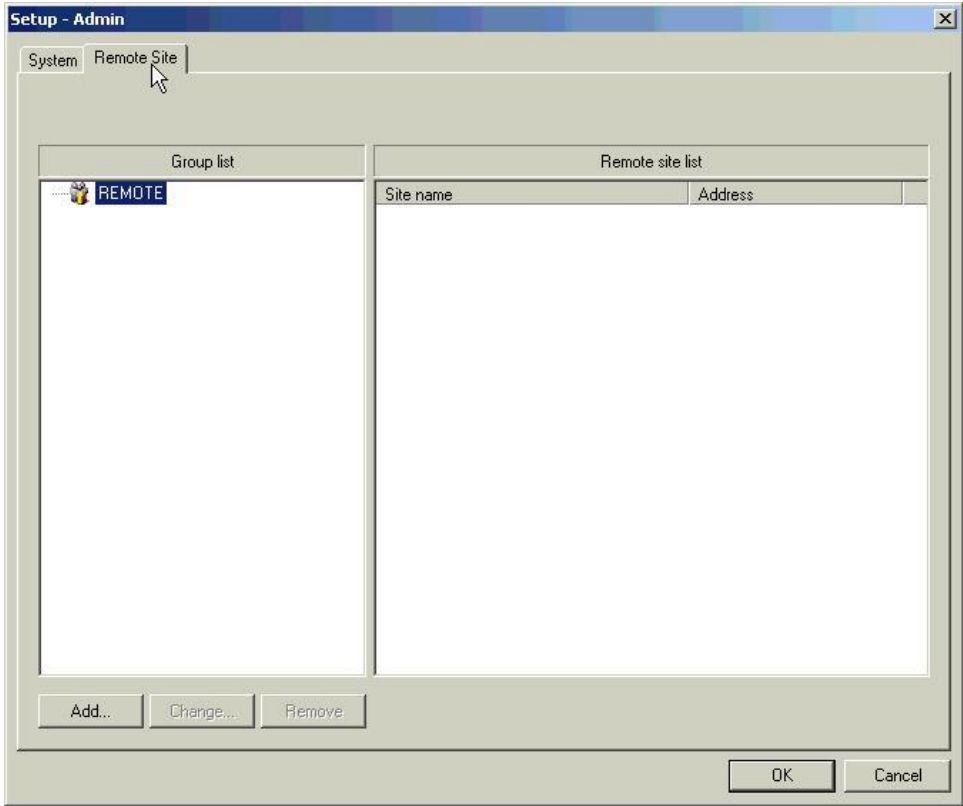 Setup - Admin
System Remote Site
Group list Remote site list
REMOTE Site name Address
Add... Change... Remove
OK Cancel